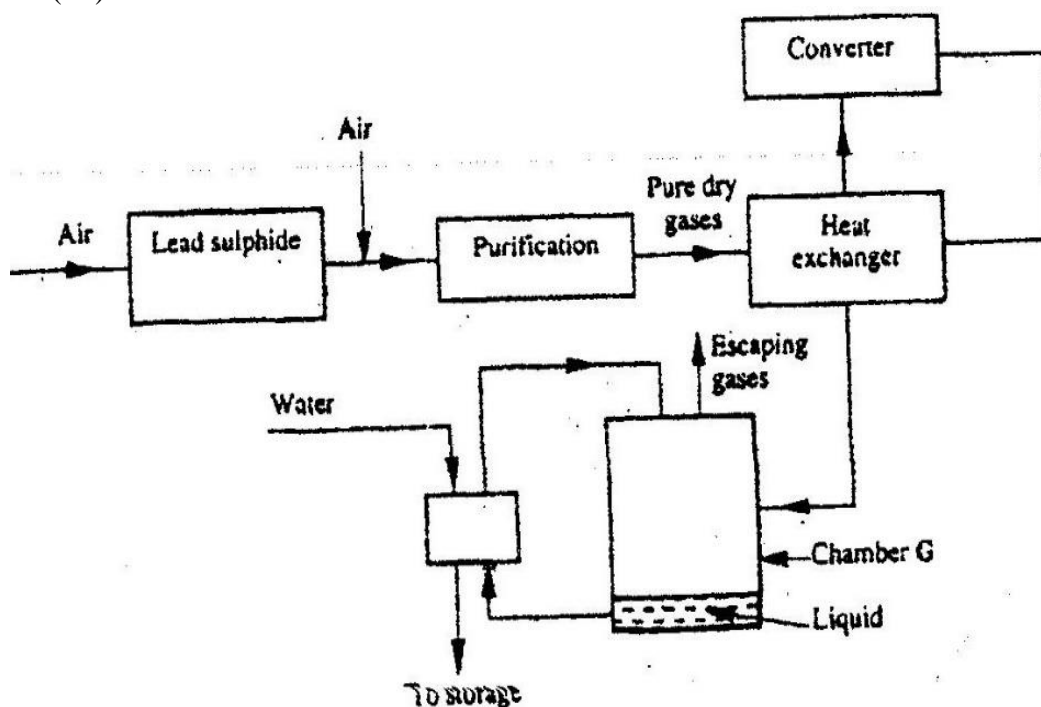 Converter
Air
Pure dry
gases
Air
Lead sulphide
Purification
Heat
exchanger
Escaping
gases
Water
Chamber G
Liquid
To storage